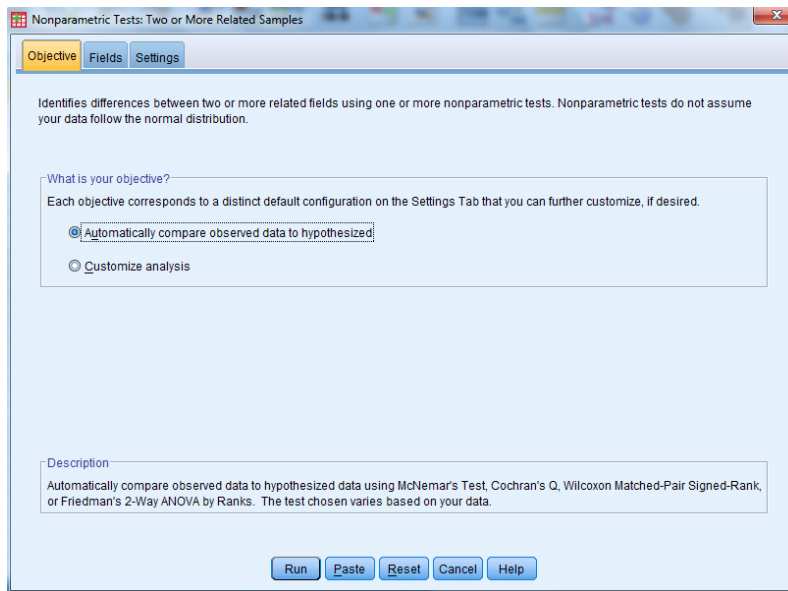 Nonparametric Tests: Two or More Related Samples
X
Objective Fields Settings
Identifies differences between two or more related fields using one or more nonparametric tests. Nonparametric tests do not assume
your data follow the normal distribution.
What is your objective?
Each objective corresponds to a distinct default configuration on the Settings Tab that you can further customize, if desired.
Automatically compare observed data to hypothesized
Customize analysis
Description
Automatically compare observed data to hypothesized data using McNemar's Test, Cochran's Q, Wilcoxon Matched-Pair Signed-Rank,
or Friedman's 2-Way ANOVA by Ranks. The test chosen varies based on your data.
Run Paste Reset Cancel Help